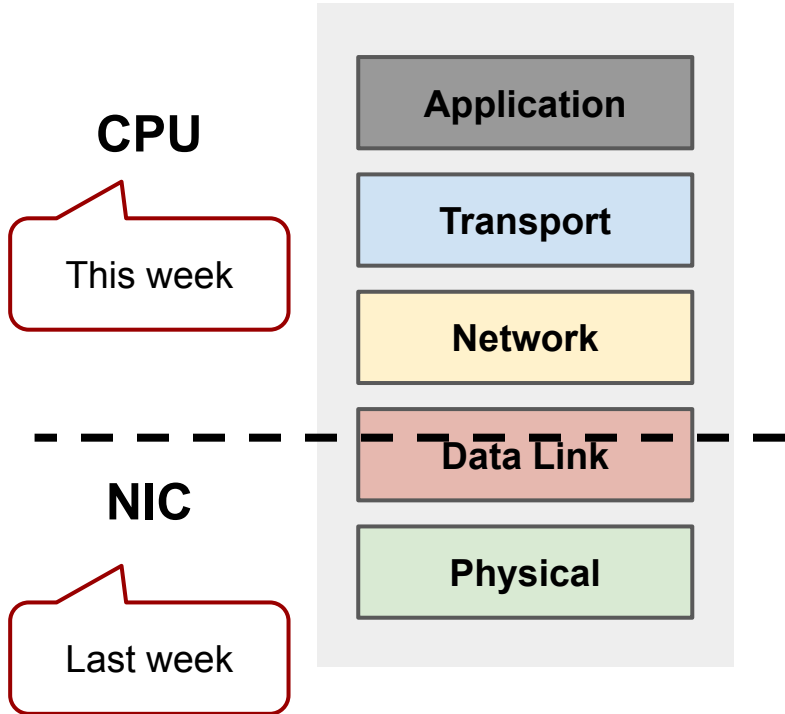 Application
CPU
Transport
This week
Network
Data Link
NIC
Physical
Last week